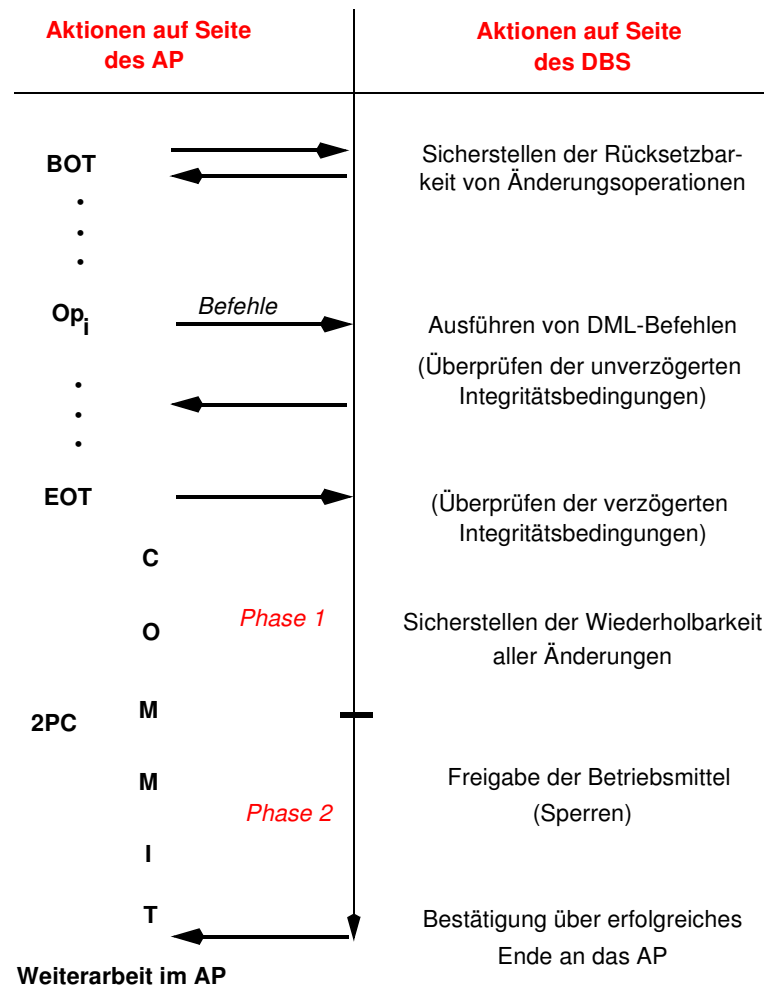 Aktionen auf Seite
des AP
Aktionen auf Seite
des DBS
BOT
Sicherstellen der Rücksetzbar-
keit von Änderungsoperationen
Op i
Befehle
Ausführen von DML-Befehlen
(Überprüfen der unverzögerten
Integritätsbedingungen)
EOT
(Überprüfen der verzögerten
Integritätsbedingungen)
C
O
Phase 1
Sicherstellen der Wiederholbarkeit
aller Änderungen
2PC
M
M
Phase 2
Freigabe der Betriebsmittel
(Sperren)
I
T
Bestätigung über erfolgreiches
Ende an das AP
Weiterarbeit im AP